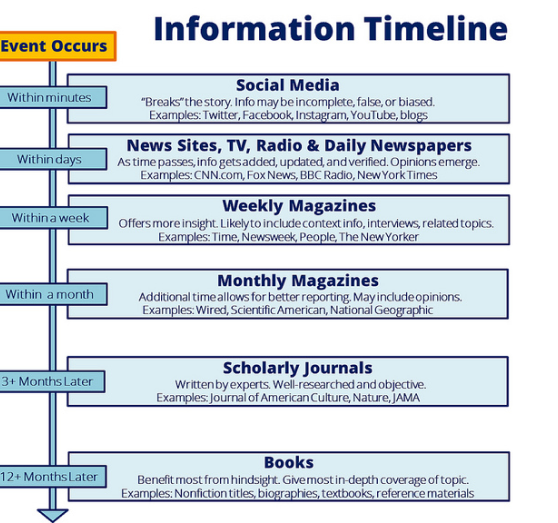 Information Timeline
Event Occurs
Within minutes
Social Media
"Breaks" the story. Info may be incomplete, false, or biased.
Examples: Twitter, Facebook, Instagram, YouTube, blogs
Within days
News Sites, TV, Radio & Daily Newspapers
As time passes, info gets added, updated, and verified. Opinions emerge.
Examples: CNN.com, Fox News, BBC Radio, New York Times
Within a week
Weekly Magazines
Offers more insight. Likely to include context info, interviews, related topics.
Examples: Time, Newsweek, People, The New Yorker
Within a month
Monthly Magazines
Additional time allows for better reporting. May include opinions.
Examples: Wired, Scientific American, National Geographic
3+ Months Later
Scholarly Journals
Written by experts. Well-researched and objective.
Examples: Journal of American Culture, Nature, JAMA
12+ Months Later
Books
Benefit most from hindsight. Give most in-depth coverage of topic.
Examples: Nonfiction titles, biographies, textbooks, reference materials